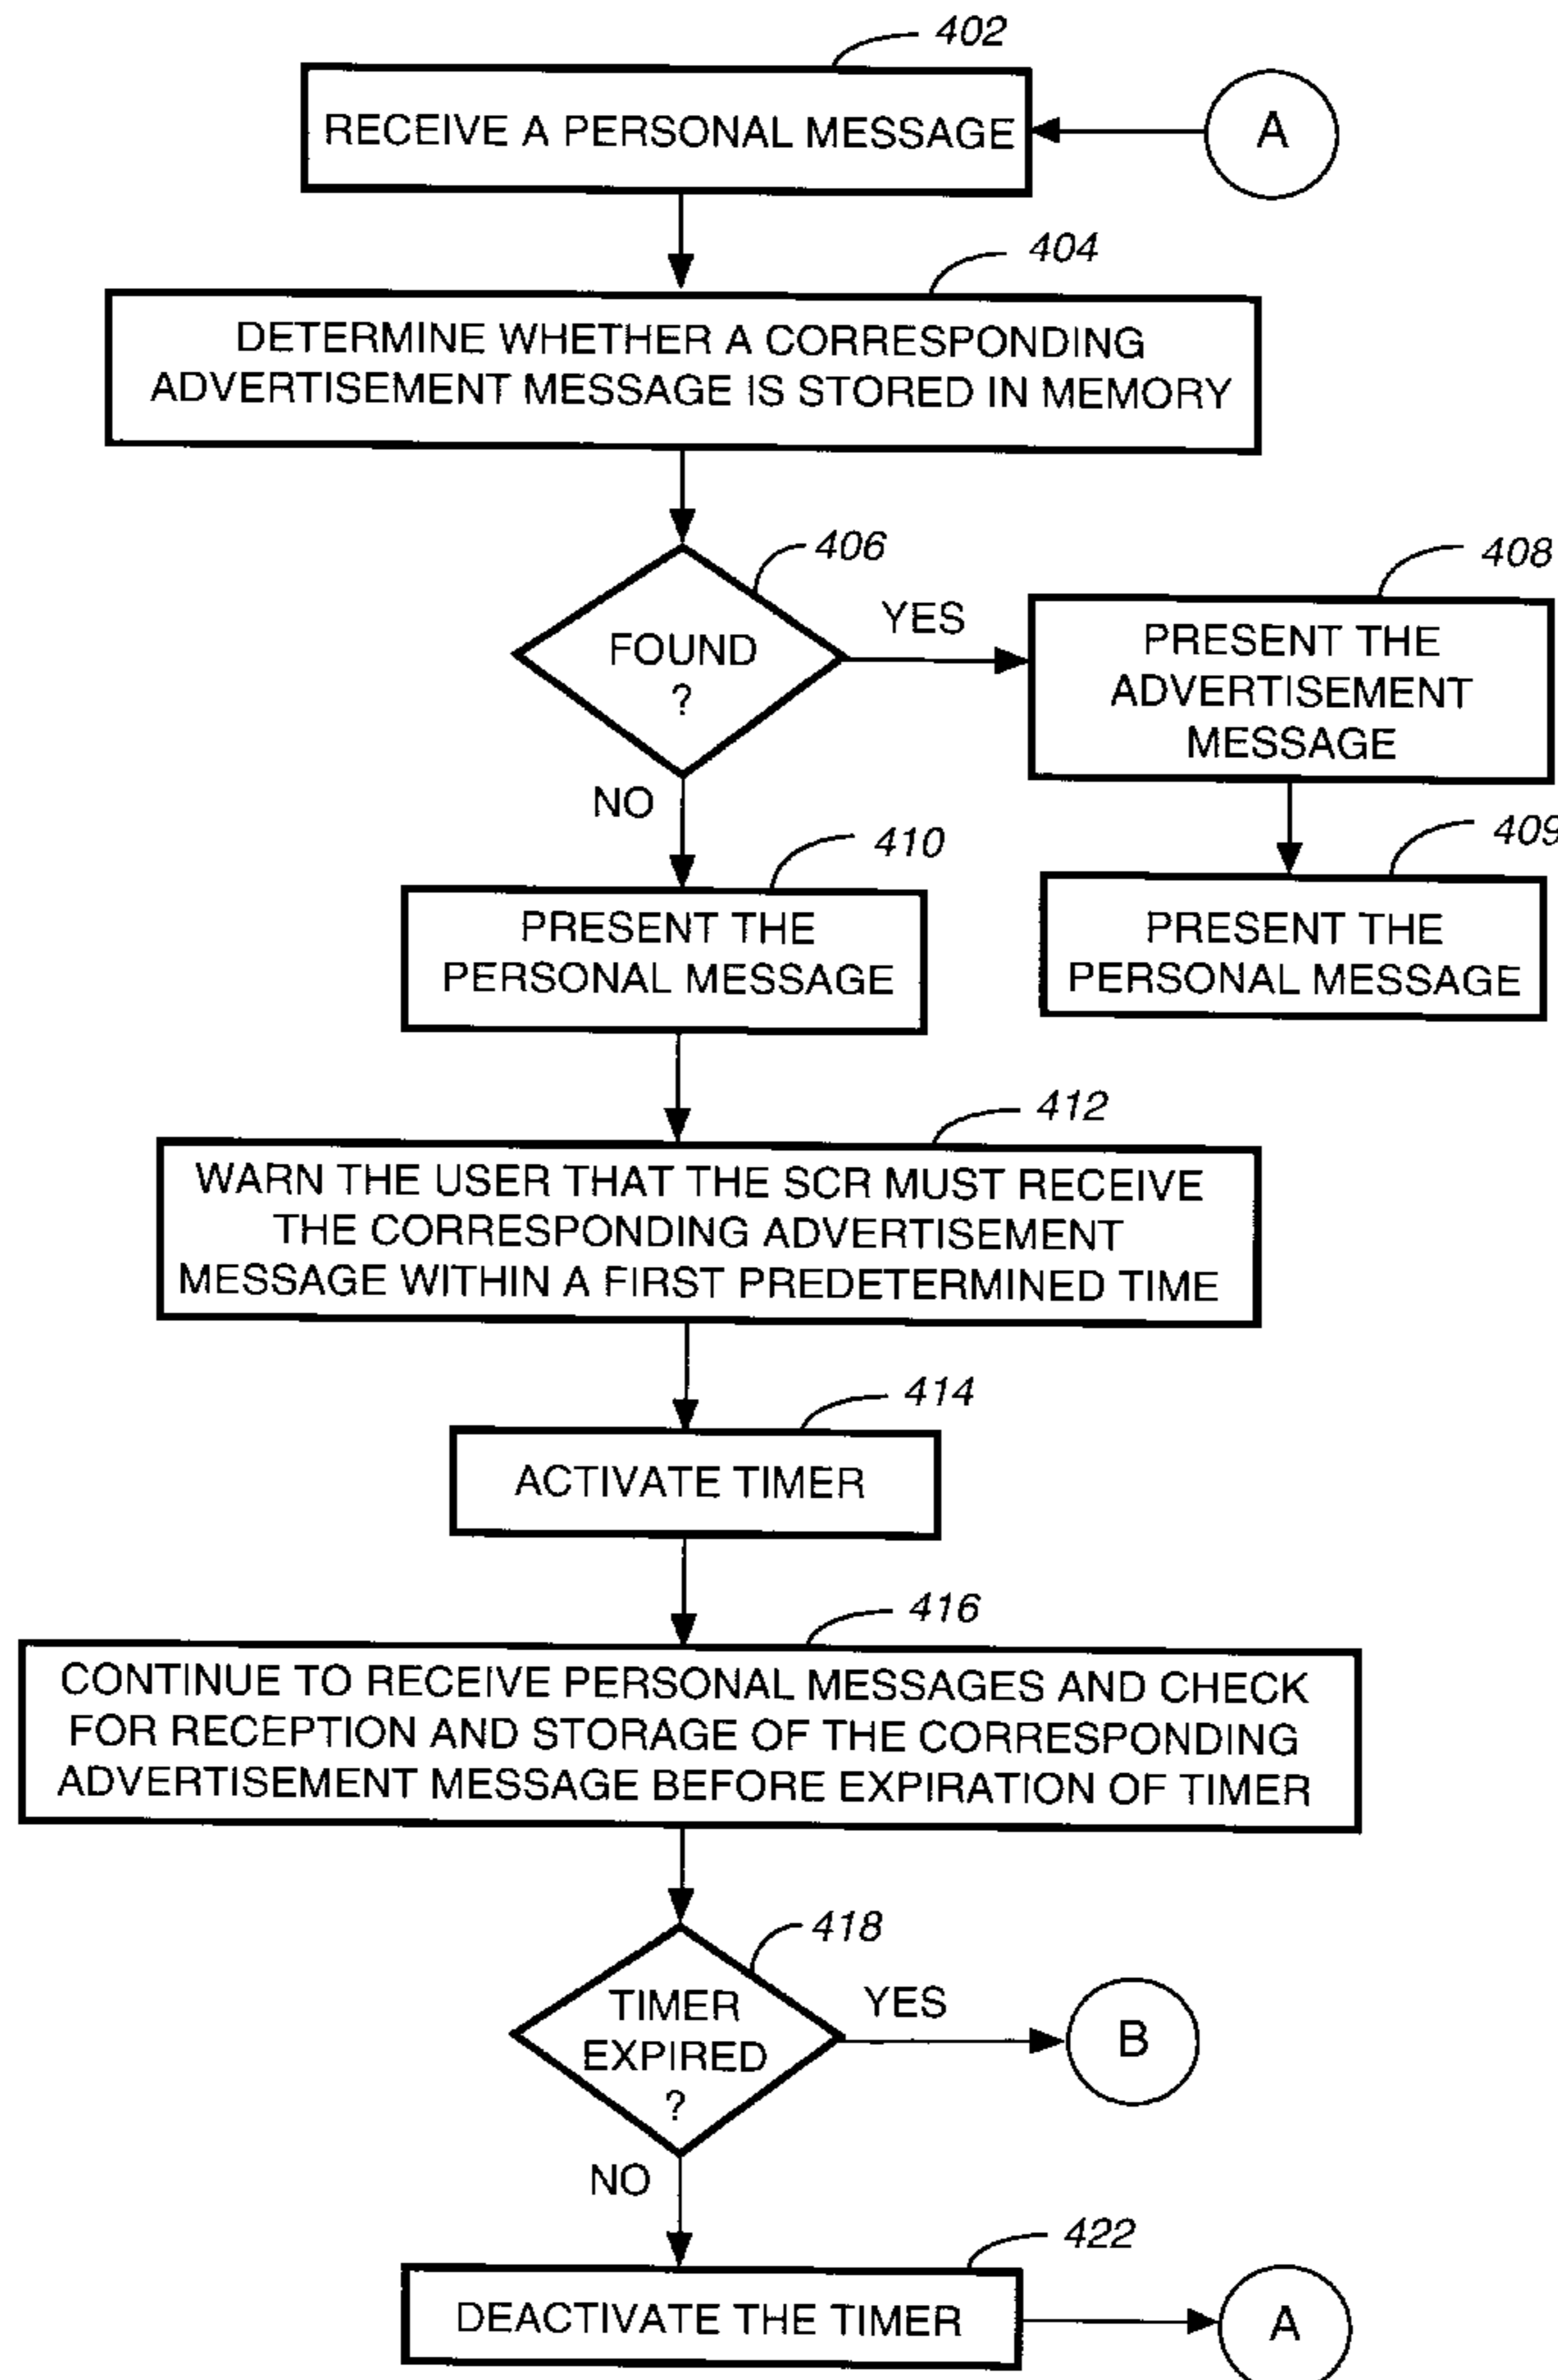 402
RECEIVE A PERSONAL MESSAGE
A
404
DETERMINE WHETHER A CORRESPONDING
ADVERTISEMENT MESSAGE IS STORED IN MEMORY
406
FOUND
?
YES
408
PRESENT THE
ADVERTISEMENT
MESSAGE
NO
409
PRESENT THE
PERSONAL MESSAGE
410
PRESENT THE
PERSONAL MESSAGE
412
WARN THE USER THAT THE SCR MUST RECEIVE
THE CORRESPONDING ADVERTISEMENT
MESSAGE WITHIN A FIRST PREDETERMINED TIME
414
ACTIVATE TIMER
416
CONTINUE TO RECEIVE PERSONAL MESSAGES AND CHECK
FOR RECEPTION AND STORAGE OF THE CORRESPONDING
ADVERTISEMENT MESSAGE BEFORE EXPIRATION OF TIMER
418
TIMER
EXPIRED
?
YES
B
NO
422
DEACTIVATE THE TIMER
A